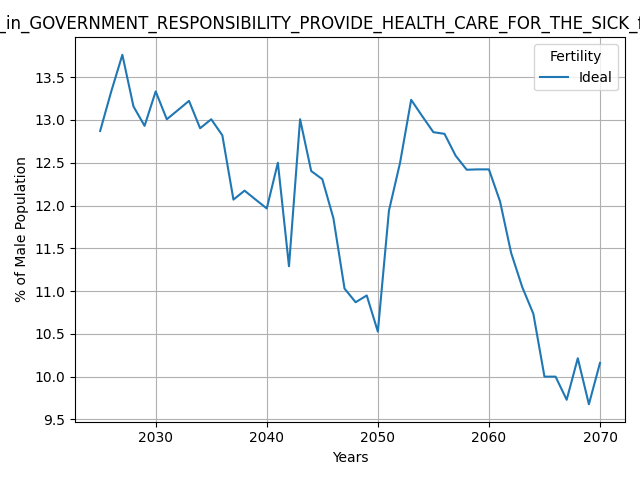 _in_GOVERNMENT_RESPONSIBILITY_PROVIDE_HEALTH_CARE_FOR_THE_SICK_
Fertility
Ideal
% of Male Population
13.5
13.0
12.5
12.0
11.5
11.0
10.5
10.0
9.5
2030 2040 2050 2060 2070
Years